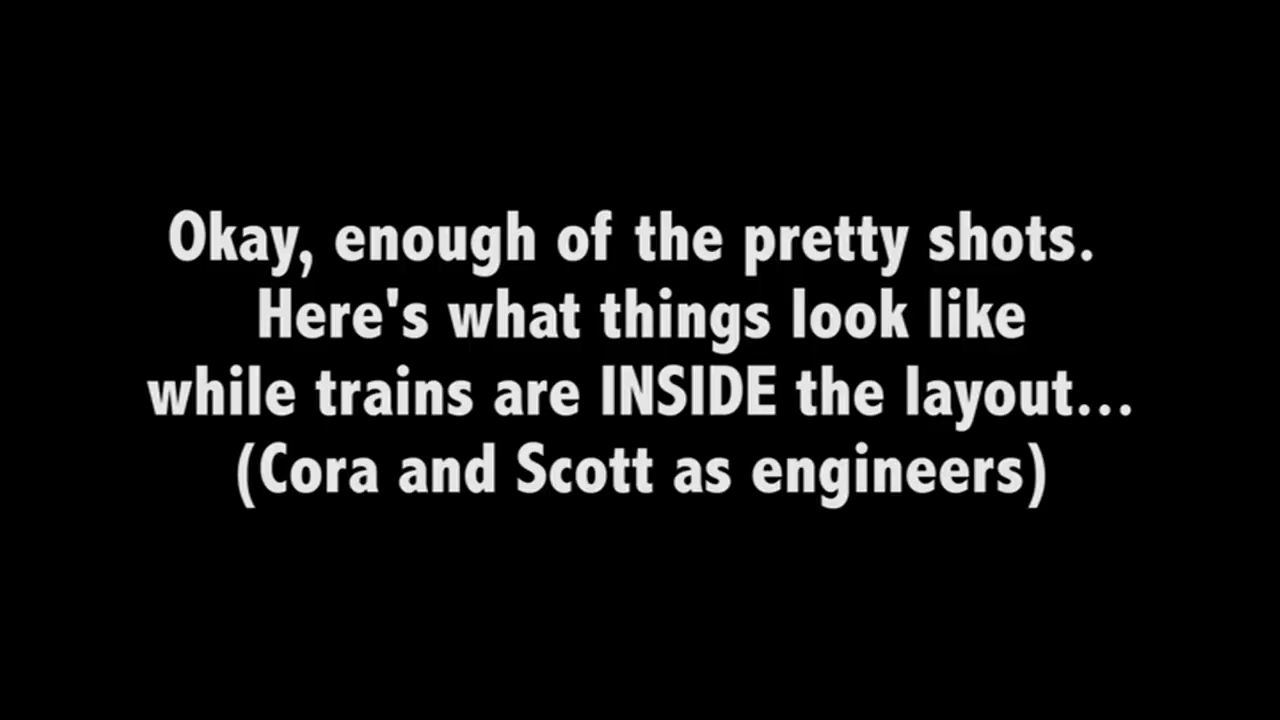 Okay, enough of the pretty shots.
Here's what things look like
while trains are INSIDE the layout...
(Cora and Scott as engineers)